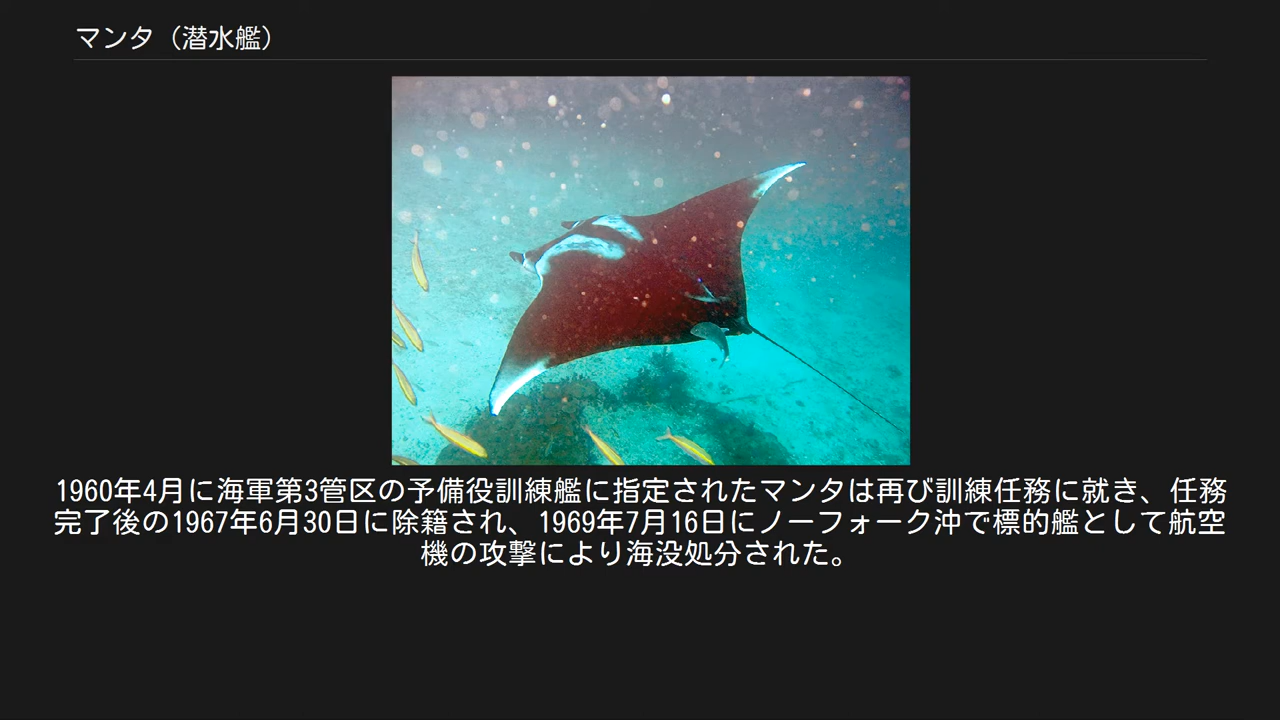 マンタ（潜水艦）
1960年4月に海軍第3管区の予備役訓練艦に指定されたマンタは再び訓練任務に就き、任務
完了後の1967年6月30日に除籍され、1969年7月16日にノーフォーク沖で標的艦として航空
機の攻撃により海没処分された。